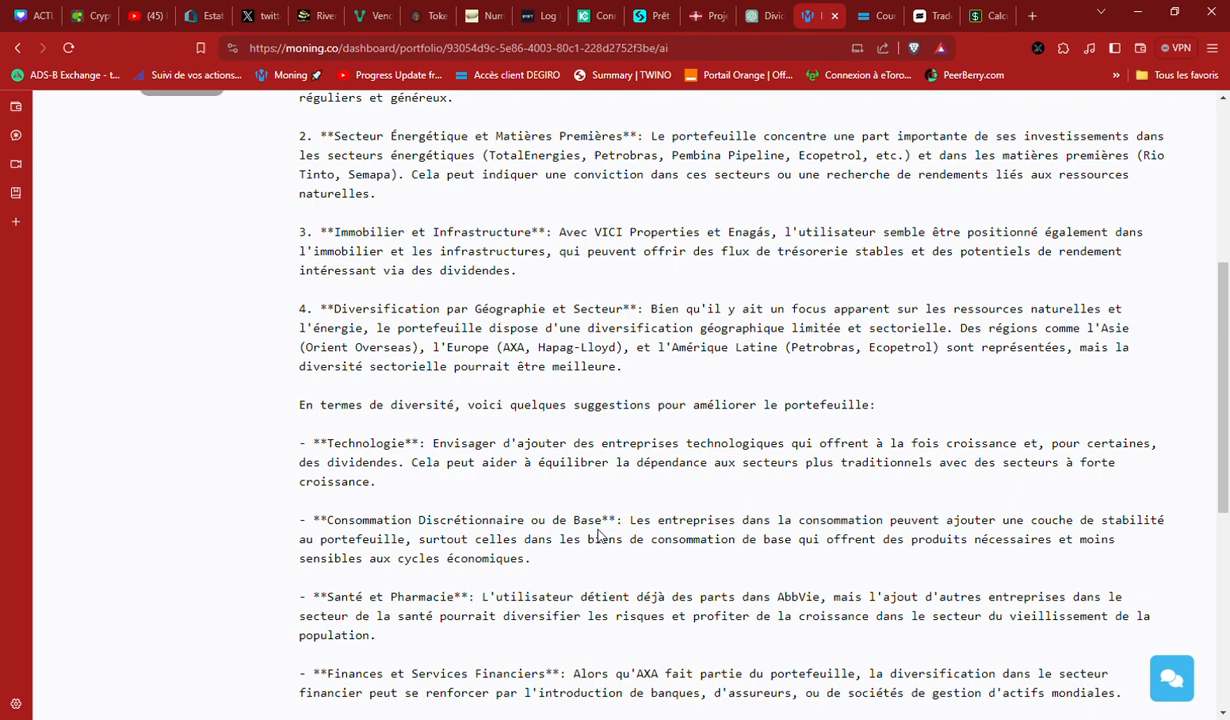 ACTU
Cryp
(45)
Estat
twitt
River
Venc
Toke
Num
Log
Conn
Prêt
Proje
Divic
Cour
Trade
Calcu
https://moning.co/dashboard/portfolio/93054d9c-5e86-4003-80c1-228d2752f3be/ai
VPN
ADS-B Exchange - t...
Suivi de vos actions...
Moning
Progress Update fr...
Accès client DEGIRO
Summary | TWINO
Portail Orange | Off...
Connexion à eToro...
PeerBerry.com
»
Tous les favoris
réguliers et généreux.
2. **Secteur Énergétique et Matières Premières**: Le portefeuille concentre une part importante de ses investissements dans
les secteurs énergétiques (TotalEnergies, Petrobras, Pembina Pipeline, Ecopetrol, etc.) et dans les matières premières (Rio
Tinto, Semapa). Cela peut indiquer une conviction dans ces secteurs ou une recherche de rendements liés aux ressources
naturelles.
3. **Immobilier et Infrastructure**: Avec VICI Properties et Enagás, l'utilisateur semble être positionné également dans
l'immobilier et les infrastructures, qui peuvent offrir des flux de trésorerie stables et des potentiels de rendement
intéressant via des dividendes.
4. **Diversification par Géographie et Secteur**: Bien qu'il y ait un focus apparent sur les ressources naturelles et
l'énergie, le portefeuille dispose d'une diversification géographique limitée et sectorielle. Des régions comme l'Asie
(Orient Overseas), l'Europe (AXA, Hapag-Lloyd), et l'Amérique Latine (Petrobras, Ecopetrol) sont représentées, mais la
diversité sectorielle pourrait être meilleure.
En termes de diversité, voici quelques suggestions pour améliorer le portefeuille:
- **Technologie**: Envisager d'ajouter des entreprises technologiques qui offrent à la fois croissance et, pour certaines,
des dividendes. Cela peut aider à équilibrer la dépendance aux secteurs plus traditionnels avec des secteurs à forte
croissance.
- **Consommation Discrétionnaire ou de Base**: Les entreprises dans la consommation peuvent ajouter une couche de stabilité
au portefeuille, surtout celles dans les biens de consommation de base qui offrent des produits nécessaires et moins
sensibles aux cycles économiques.
- **Santé et Pharmacie**: L'utilisateur détient déjà des parts dans AbbVie, mais l'ajout d'autres entreprises dans le
secteur de la santé pourrait diversifier les risques et profiter de la croissance dans le secteur du vieillissement de la
population.
- **Finances et Services Financiers**: Alors qu'AXA fait partie du portefeuille, la diversification dans le secteur
financier peut se renforcer par l'introduction de banques, d'assureurs, ou de sociétés de gestion d'actifs mondiales.